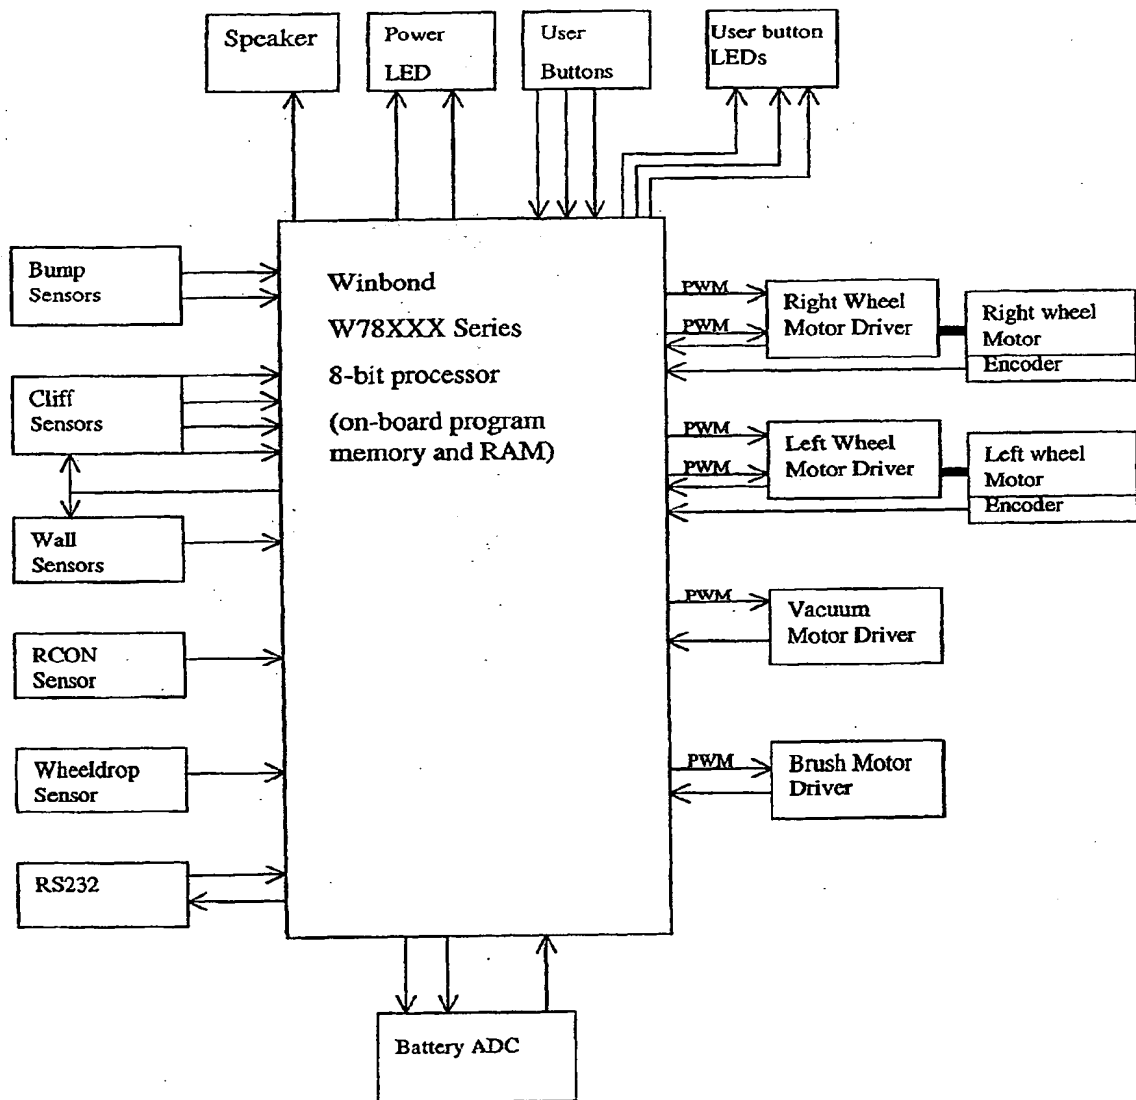 Speaker
Power
LED
User
Buttons
User button
LEDs
Bump
Sensors
Cliff
Sensors
Wall
Sensors
RCON
Sensor
Wheeldrop
Sensor
RS232
Winbond
W78XXX Series
8-bit processor
(on-board program
memory and RAM)
PWM
PWM
Right Wheel
Motor Driver
Right wheel
Motor
Encoder
PWM
PWM
Left Wheel
Motor Driver
Left wheel
Motor
Encoder
PWM
Vacuum
Motor Driver
PWM
Brush Motor
Driver
Battery ADC